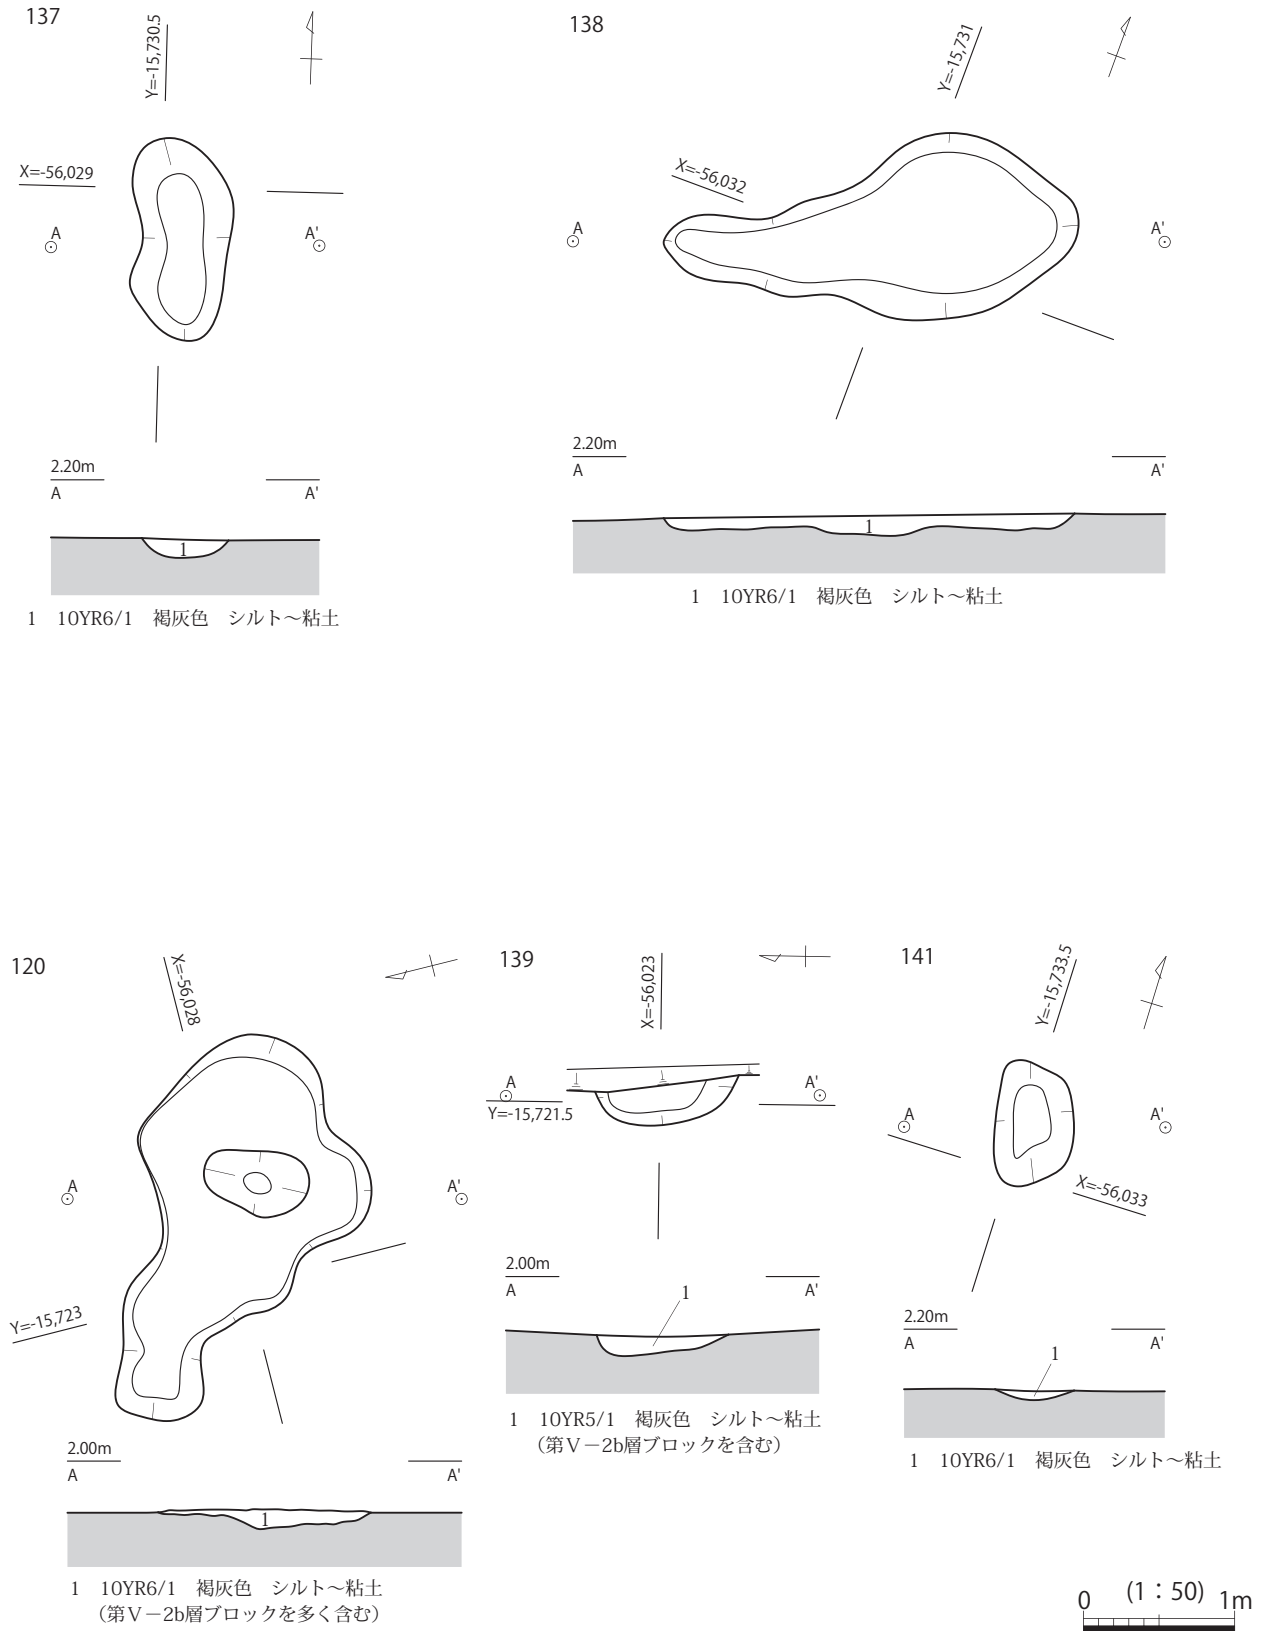 137
Y=-15,730.5
X=-56,029
A
A'
2.20m
A
A'
1
1　10YR6/1　褐灰色　シルト～粘土
138
Y=-15,731
X=-56,032
A
A'
2.20m
A
A'
1
1　10YR6/1　褐灰色　シルト～粘土
120
X=-56,028
A
A'
Y=-15,723
2.00m
A
A'
1
1　10YR6/1　褐灰色　シルト～粘土
（第Ⅴ－2b層ブロックを多く含む）
139
X=-56,023
A
A'
Y=-15,721.5
2.00m
A
A'
1
1　10YR5/1　褐灰色　シルト～粘土
（第Ⅴ－2b層ブロックを含む）
141
Y=-15,733.5
A
A'
X=-56,033
2.20m
A
A'
1
1　10YR6/1　褐灰色　シルト～粘土
0　(1：50)　1m